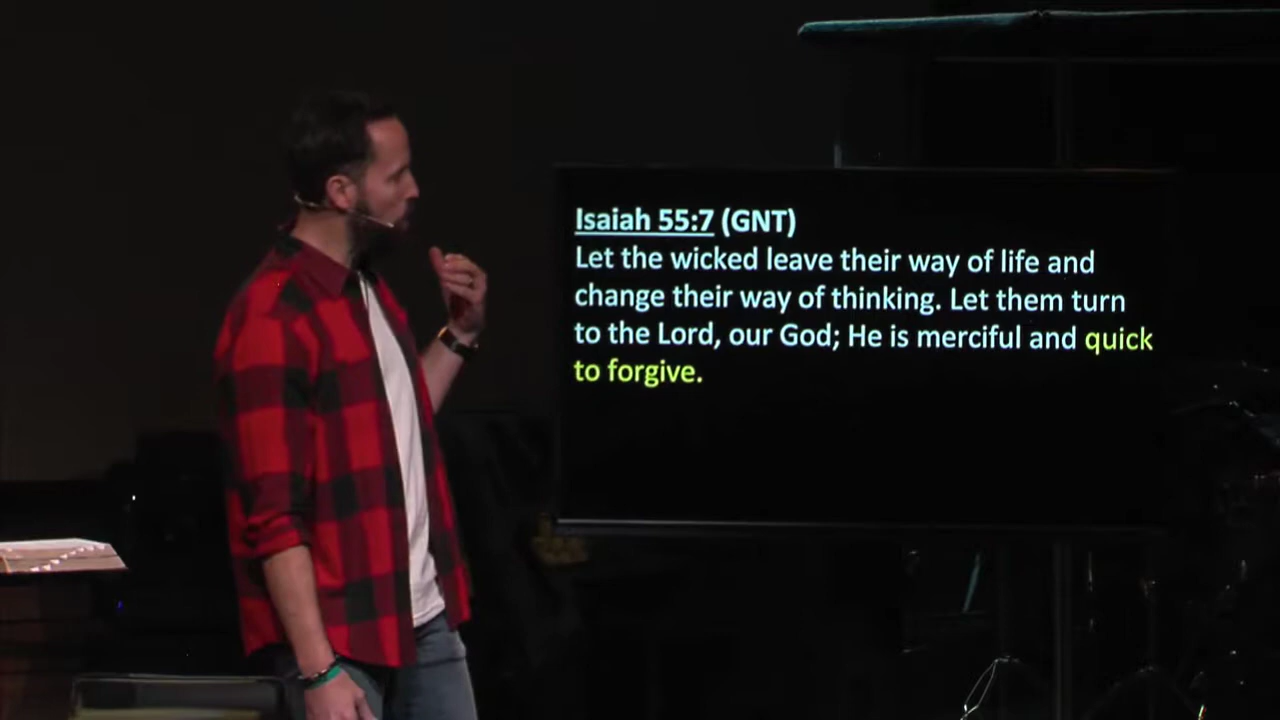 Isaiah 55:7 (GNT)
Let the wicked leave their way of life and
change their way of thinking. Let them turn
to the Lord, our God; He is merciful and quick
to forgive.